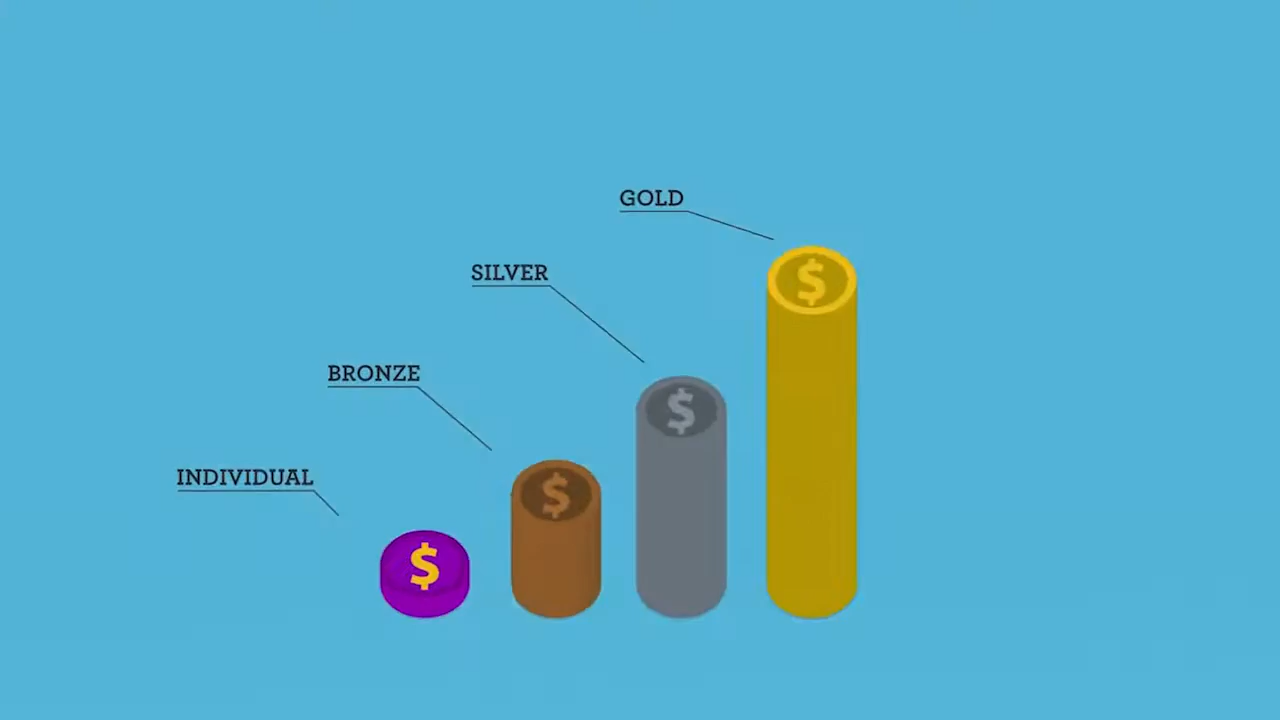 GOLD
SILVER
BRONZE
INDIVIDUAL
$
$
$
$